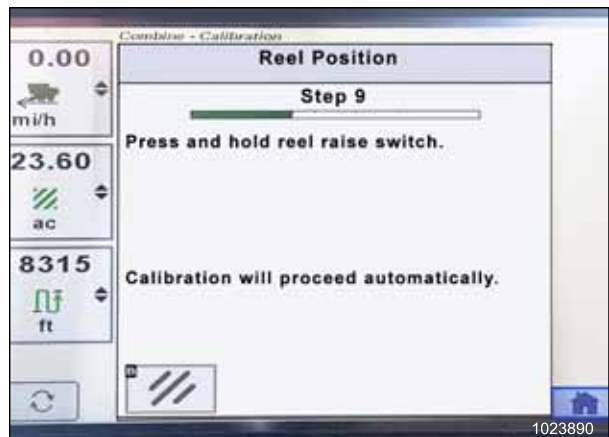 Combine - Calibration
0.00
mi/h
23.60
ac
8315
ft
Reel Position
Step 9
Press and hold reel raise switch.
Calibration will proceed automatically.
1023890